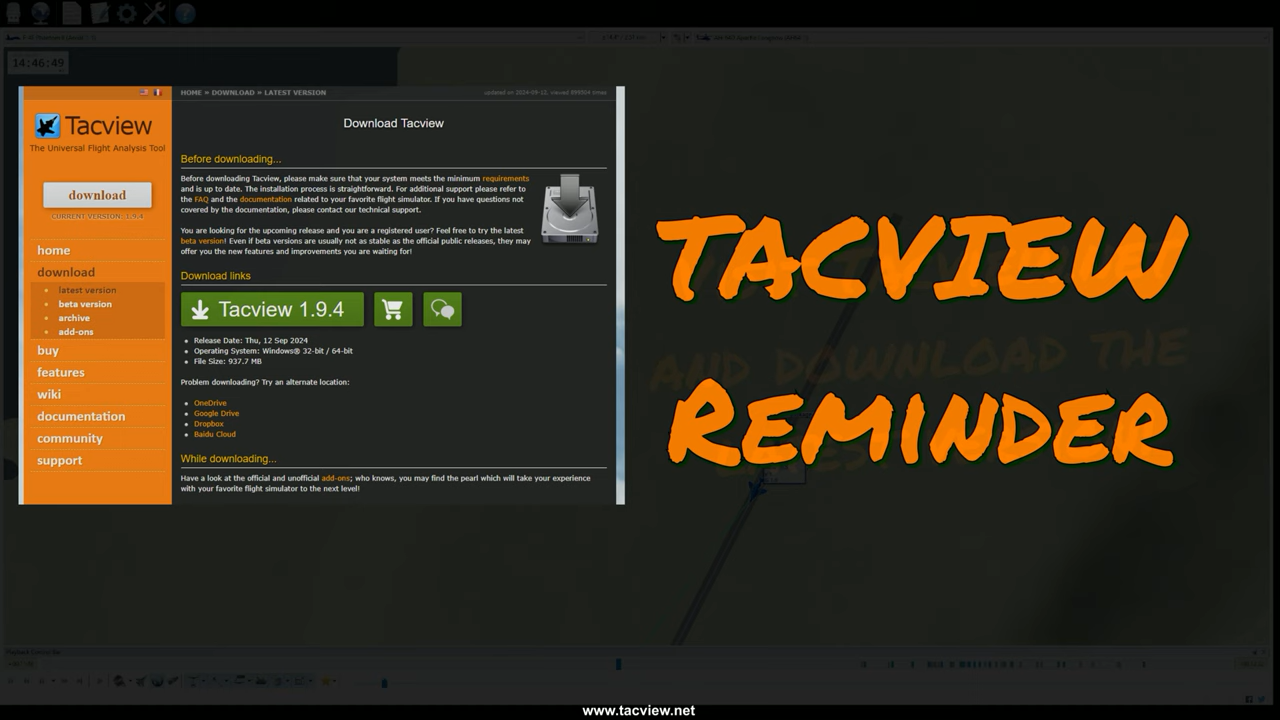 14:46:49
HOME » DOWNLOAD » LATEST VERSION
updated on 2024-09-12, viewed 899504 times
Tacview
The Universal Flight Analysis Tool
download
CURRENT VERSION: 1.9.4
home
download
latest version
beta version
archive
add-ons
buy
features
wiki
documentation
community
support
Download Tacview
Before downloading...
Before downloading Tacview, please make sure that your system meets the minimum requirements
and is up to date. The installation process is straightforward. For additional support please refer to
the FAQ and the documentation related to your favorite flight simulator. If you have questions not
covered by the documentation, please contact our technical support.
You are looking for the upcoming release and you are a registered user? Feel free to try the latest
beta version! Even if beta versions are usually not as stable as the official public releases, they may
offer you the new features and improvements you are waiting for!
Download links
Tacview 1.9.4
Release Date: Thu, 12 Sep 2024
Operating System: Windows® 32-bit / 64-bit
File Size: 937.7 MB
Problem downloading? Try an alternate location:
OneDrive
Google Drive
Dropbox
Baidu Cloud
While downloading...
Have a look at the official and unofficial add-ons; who knows, you may find the pearl which will take your experience
with your favorite flight simulator to the next level!
TACVIEW
AND DOWNLOAD THE
REMINDER
www.tacview.net